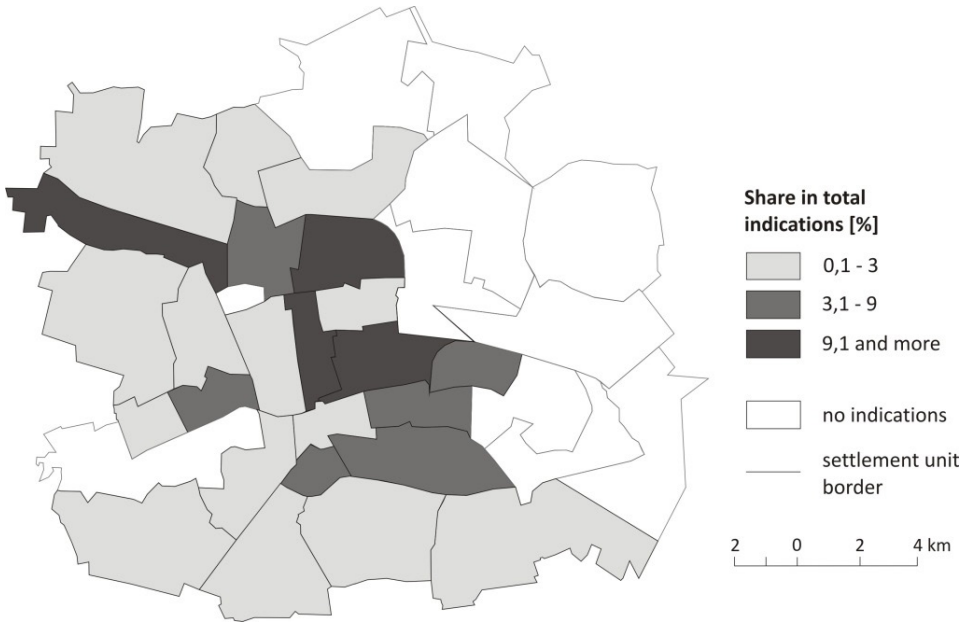 Share in total
indications [%]
0,1 - 3
3,1 - 9
9,1 and more
no indications
settlement unit
border
2 0 2 4 km